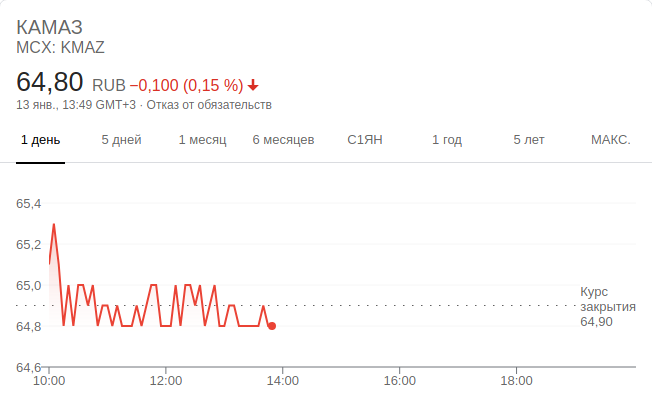 КАМАЗ
MCX: KMAZ
64,80 RUB −0,100 (0,15 %)
13 янв., 13:49 GMT+3 · Отказ от обязательств
1 день 5 дней 1 месяц 6 месяцев С1ЯН 1 год 5 лет МАКС.
65,4
65,2
65,0
64,8
64,6
Курс
закрытия
64,90
10:00 12:00 14:00 16:00 18:00